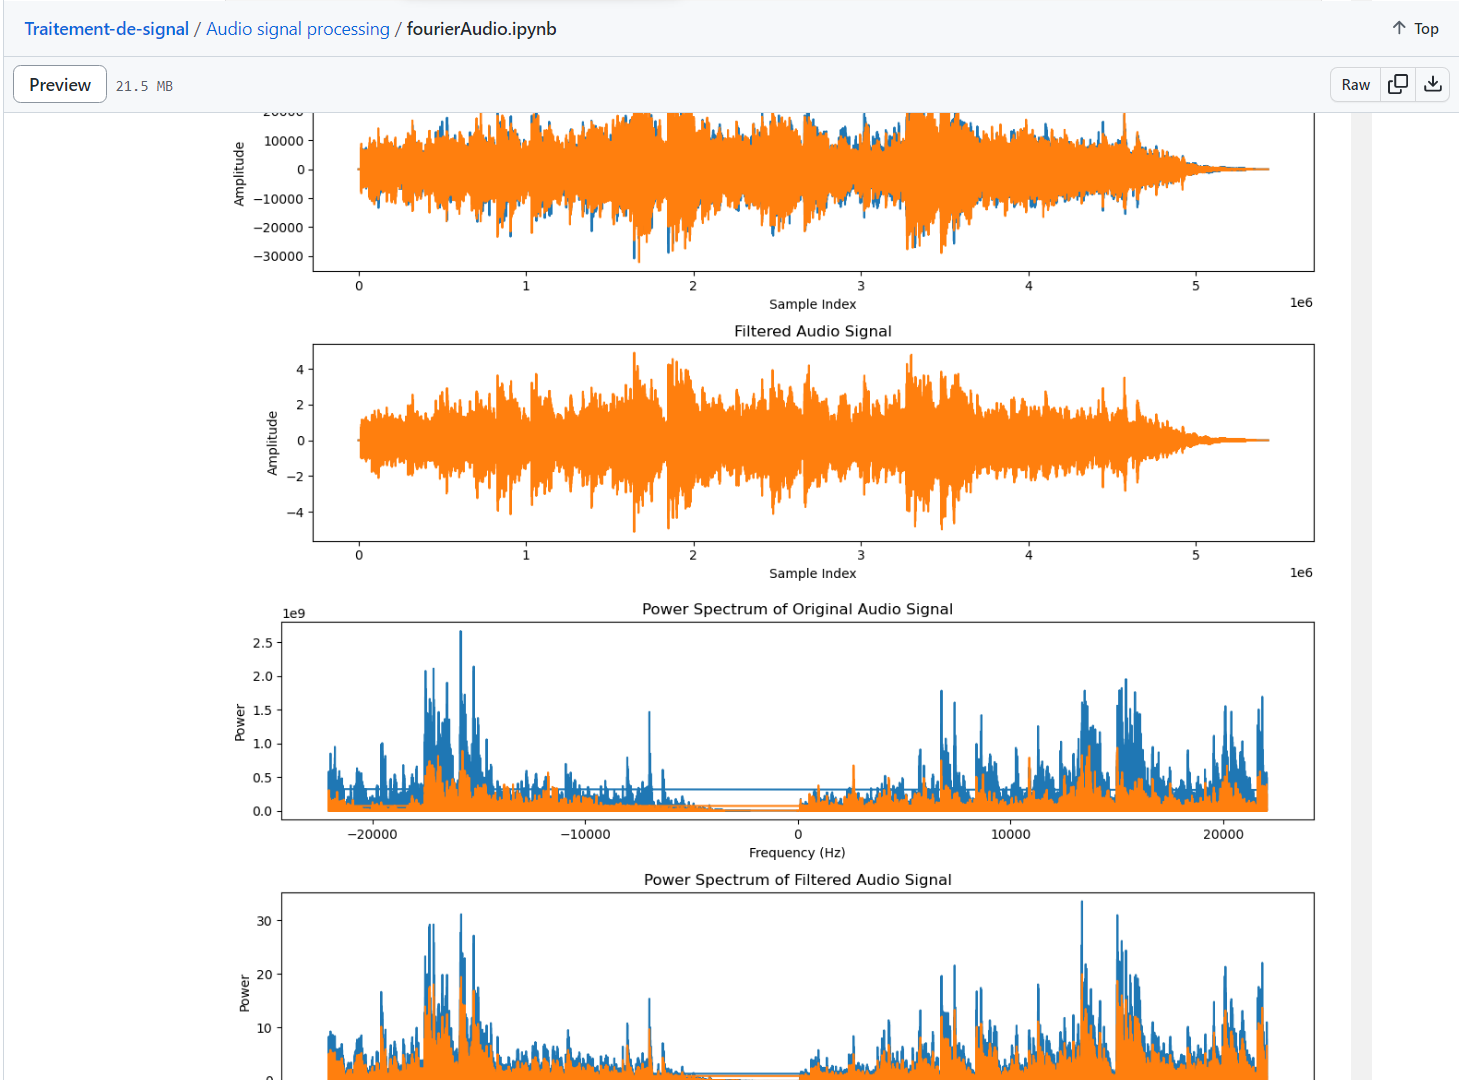 Traitement-de-signal / Audio signal processing / fourierAudio.ipynb
Top
Preview 21.5 MB
Raw
20000
10000
0
−10000
−20000
−30000
Amplitude
0 1 2 3 4 5
Sample Index
1e6
Filtered Audio Signal
4
2
0
−2
−4
Amplitude
0 1 2 3 4 5
Sample Index
1e6
Power Spectrum of Original Audio Signal
1e9
2.5
2.0
1.5
1.0
0.5
0.0
Power
−20000 −10000 0 10000 20000
Frequency (Hz)
Power Spectrum of Filtered Audio Signal
30
20
10
0
Power